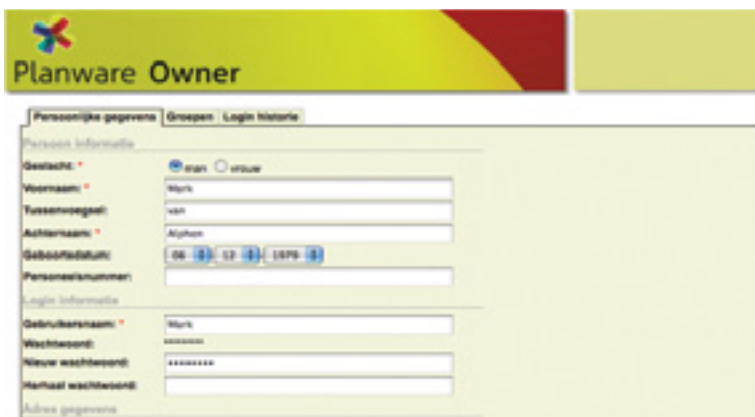 Planware Owner
Persoonlijke gegevens Groepen Login historie
Persoon informatie
Geslacht: * man vrouw
Voornaam: * Mark
Tussenvoegsel: van
Achternaam: * Alphen
Geboortedatum: 06 12 1979
Personeelsnummer:
Login informatie
Gebruikersnaam: * Mark
Wachtwoord: ********
Nieuw wachtwoord: •••••••••
Herhaal wachtwoord:
Adres gegevens